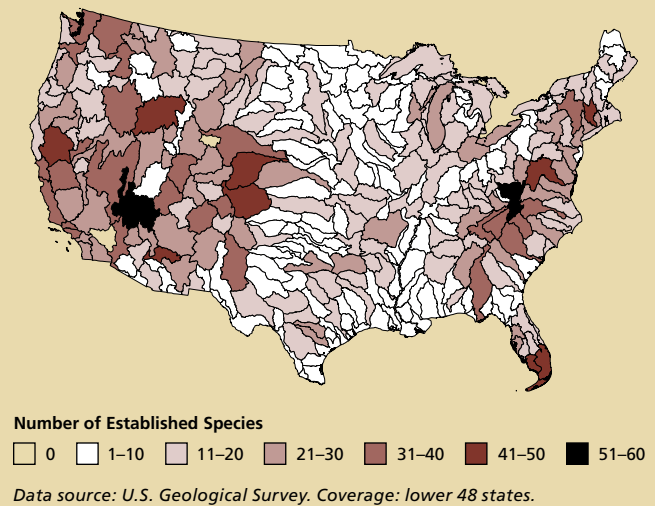 Number of Established Species
0 1–10 11–20 21–30 31–40 41–50 51–60
Data source: U.S. Geological Survey. Coverage: lower 48 states.